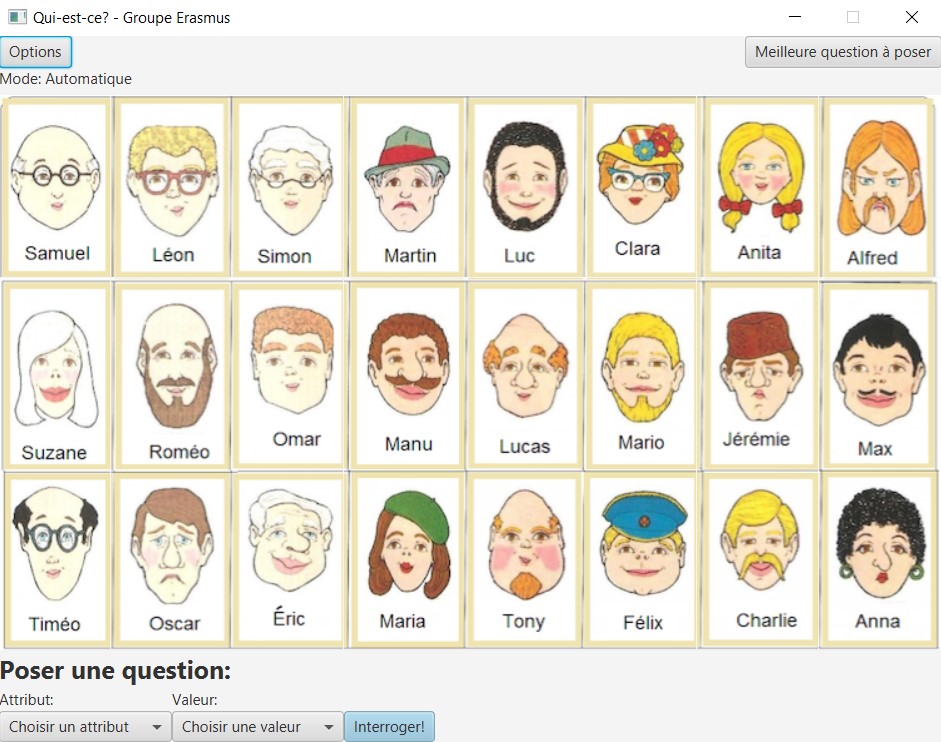 Qui-est-ce? - Groupe Erasmus
Options
Meilleure question à poser
Mode: Automatique
Samuel
Léon
Simon
Martin
Luc
Clara
Anita
Alfred
Suzane
Roméo
Omar
Manu
Lucas
Mario
Jérémie
Max
Timéo
Oscar
Éric
Maria
Tony
Félix
Charlie
Anna
Poser une question:
Attribut:
Valeur:
Choisir un attribut
Choisir une valeur
Interroger!